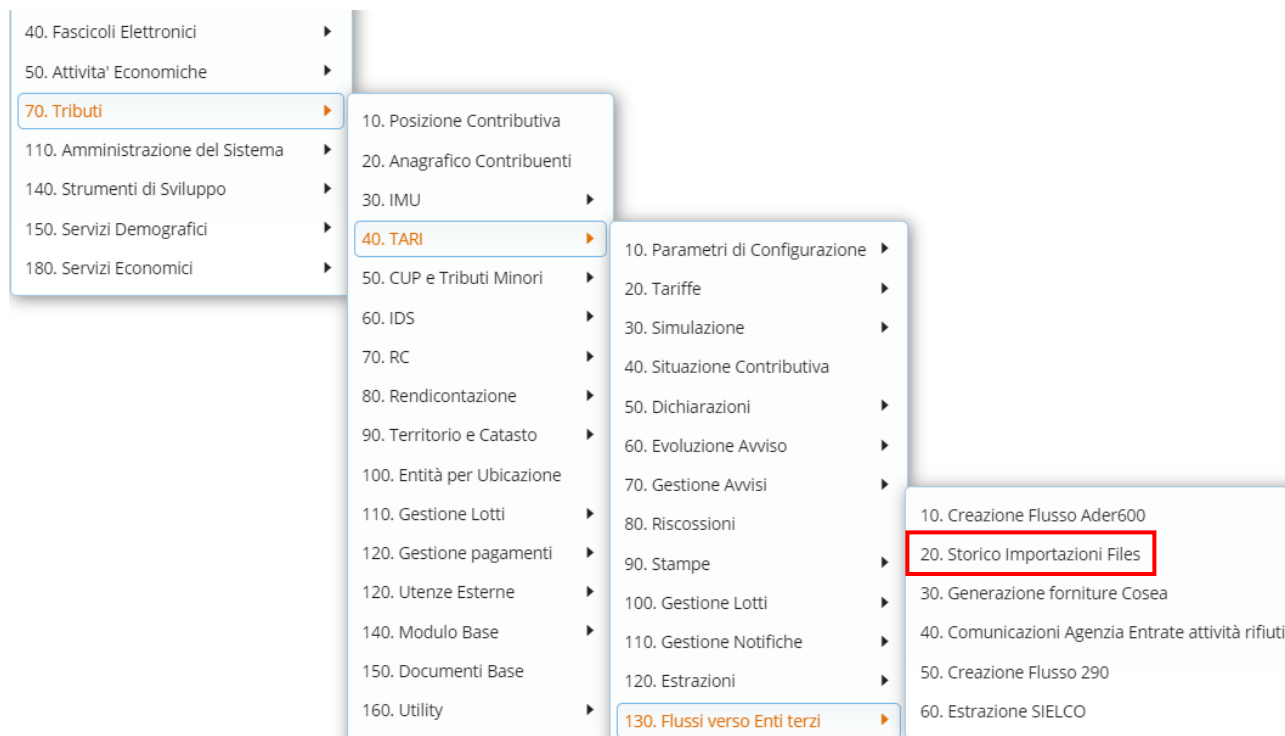 40. Fascicoli Elettronici
50. Attivita' Economiche
70. Tributi
110. Amministrazione del Sistema
140. Strumenti di Sviluppo
150. Servizi Demografici
180. Servizi Economici
10. Posizione Contributiva
20. Anagrafico Contribuenti
30. IMU
40. TARI
50. CUP e Tributi Minori
60. IDS
70. RC
80. Rendicontazione
90. Territorio e Catasto
100. Entità per Ubicazione
110. Gestione Lotti
120. Gestione pagamenti
120. Utenze Esterne
140. Modulo Base
150. Documenti Base
160. Utility
10. Parametri di Configurazione
20. Tariffe
30. Simulazione
40. Situazione Contributiva
50. Dichiarazioni
60. Evoluzione Avviso
70. Gestione Avvisi
80. Riscossioni
90. Stampe
100. Gestione Lotti
110. Gestione Notifiche
120. Estrazioni
130. Flussi verso Enti terzi
10. Creazione Flusso Ader600
20. Storico Importazioni Files
30. Generazione forniture Cosea
40. Comunicazioni Agenzia Entrate attività rifiuti
50. Creazione Flusso 290
60. Estrazione SIELCO